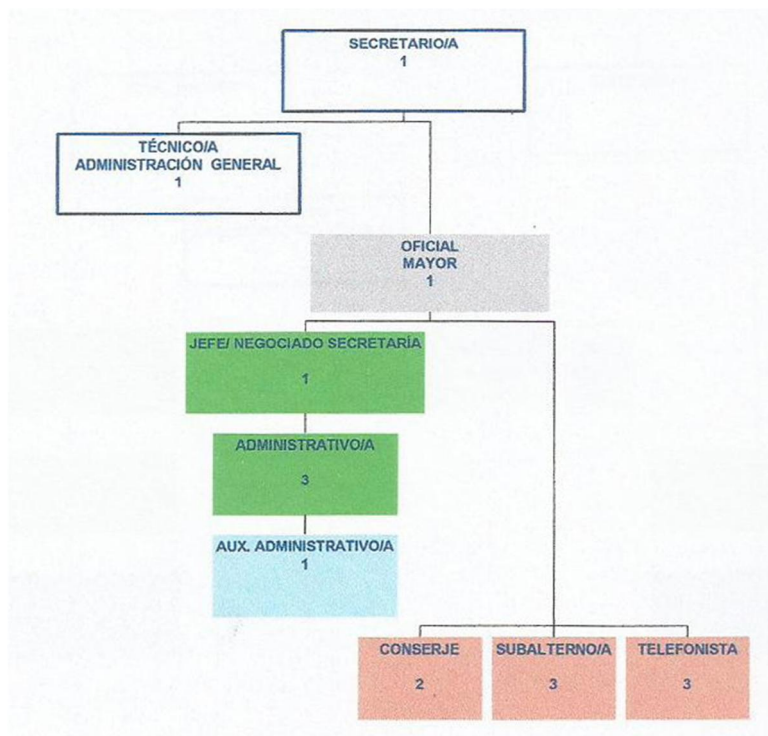 SECRETARIO/A
1
TÉCNICO/A
ADMINISTRACIÓN GENERAL
1
OFICIAL
MAYOR
1
JEFE/ NEGOCIADO SECRETARÍA
1
ADMINISTRATIVO/A
3
AUX. ADMINISTRATIVO/A
1
CONSERJE
2
SUBALTERNO/A
3
TELEFONISTA
3